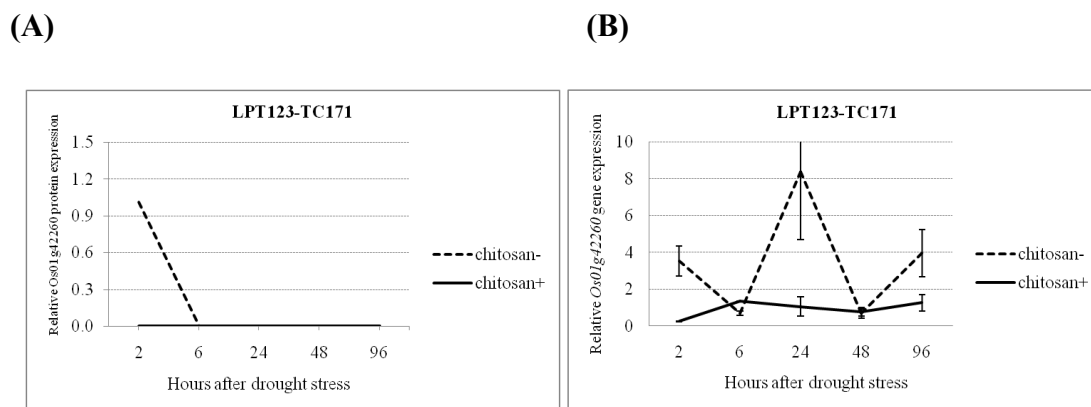 (A)
(B)
LPT123-TC171
Relative Os01g42260 protein expression
1.5
1.2
0.9
0.6
0.3
0.0
2 6 24 48 96
Hours after drought stress
chitosan-
chitosan+
LPT123-TC171
Relative Os01g42260 gene expression
10
8
6
4
2
0
2 6 24 48 96
Hours after drought stress
chitosan-
chitosan+